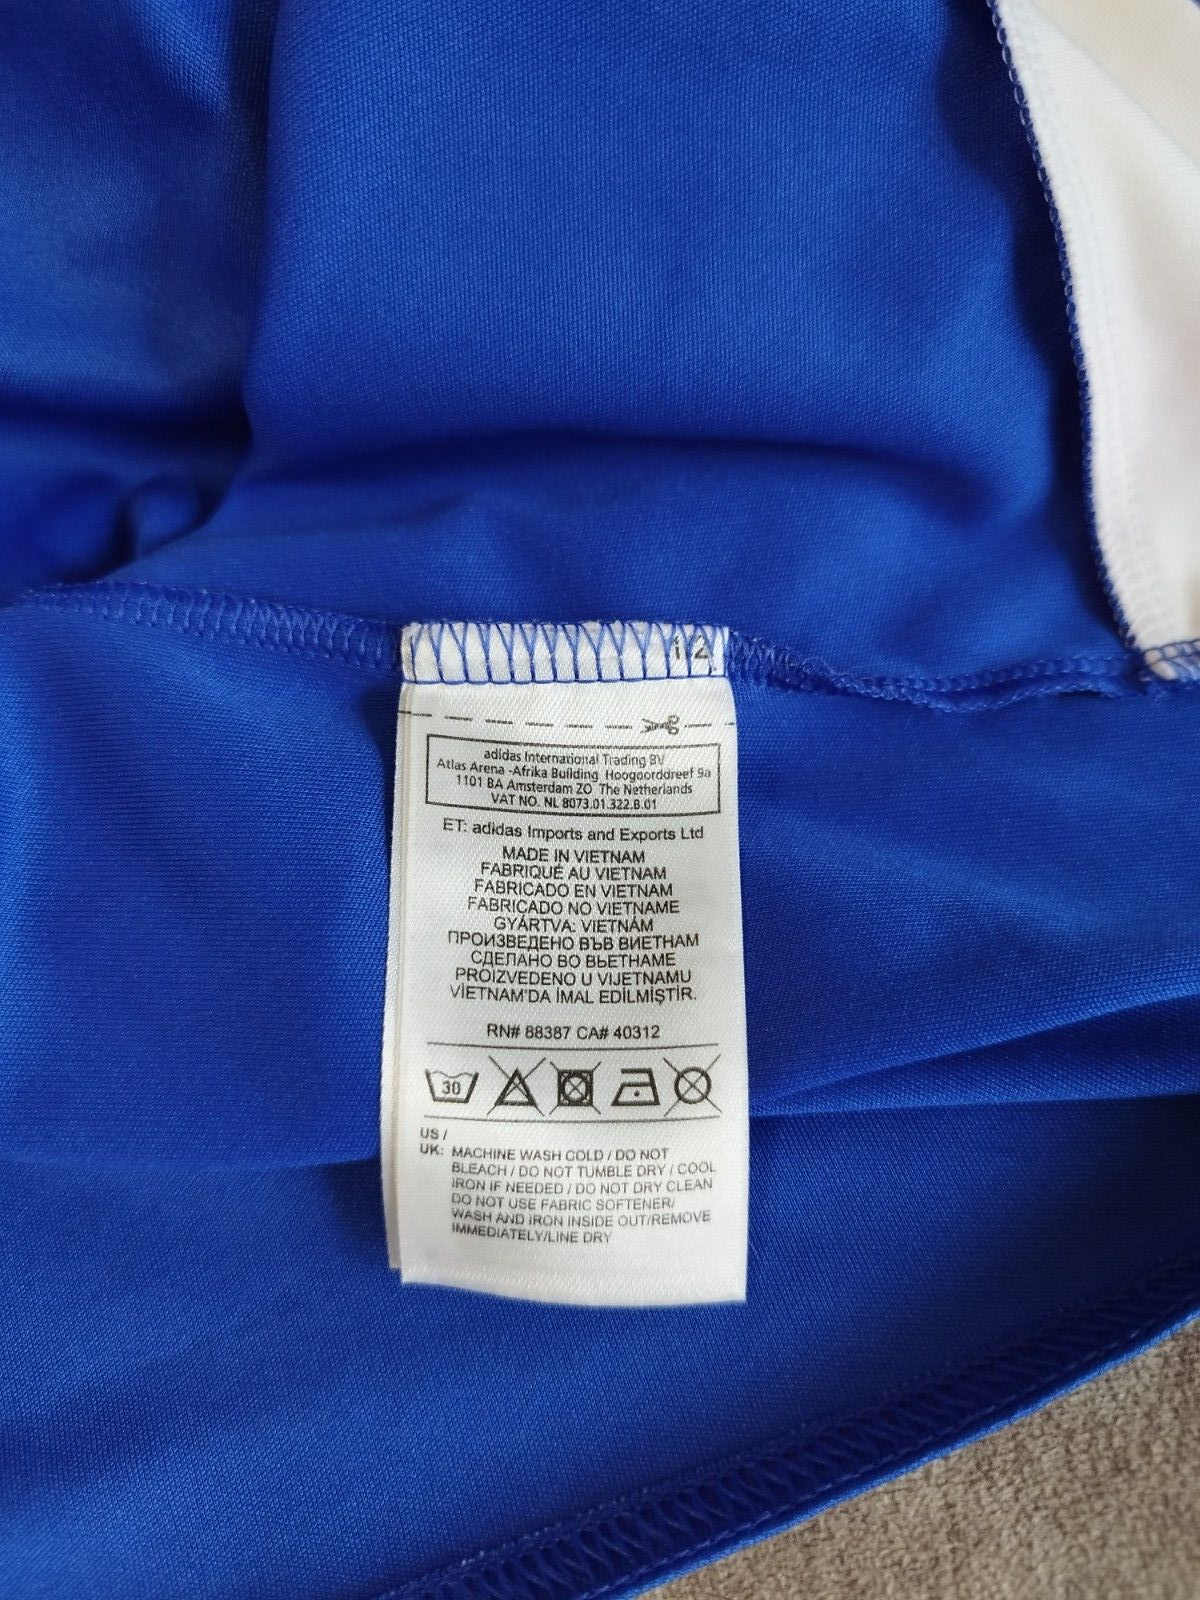 1.2
adidas International Trading BV
Atlas Arena -Afrika Building Hoogoorddreef 9a
1101 BA Amsterdam ZO The Netherlands
VAT NO. NL 8073.01.322.B.01
ET: adidas Imports and Exports Ltd
MADE IN VIETNAM
FABRIQUÉ AU VIETNAM
FABRICADO EN VIETNAM
FABRICADO NO VIETNAME
GYÁRTVA: VIETNÁM
ПРОИЗВЕДЕНО ВЪВ ВИЕТНАМ
СДЕЛАНО ВО ВЬЕТНАМЕ
PROIZVEDENO U VIJETNAMU
VİETNAM'DA İMAL EDİLMİŞTİR.
RN# 88387 CA# 40312
30
US /
UK: MACHINE WASH COLD / DO NOT
BLEACH / DO NOT TUMBLE DRY / COOL
IRON IF NEEDED / DO NOT DRY CLEAN
DO NOT USE FABRIC SOFTENER/
WASH AND IRON INSIDE OUT/REMOVE
IMMEDIATELY/LINE DRY